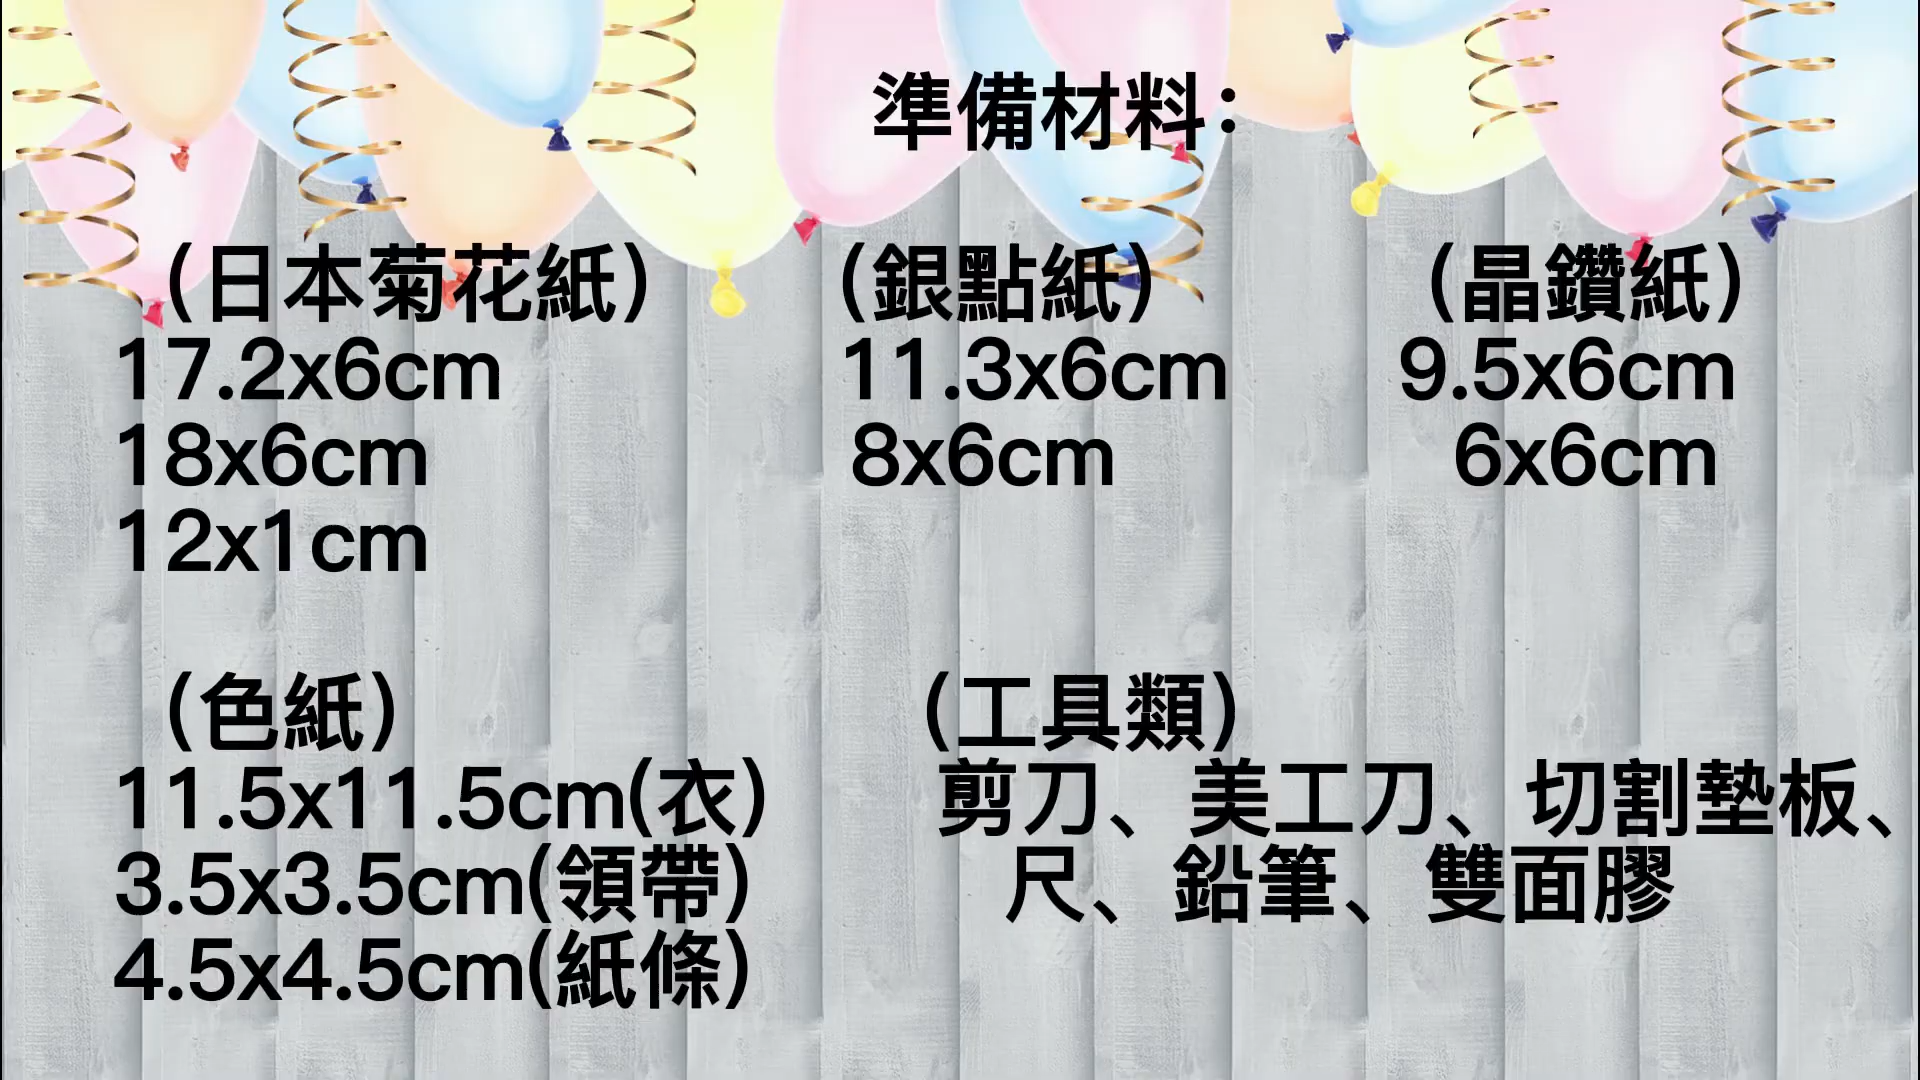 準備材料:
(日本菊花紙)
17.2x6cm
18x6cm
12x1cm
(銀點紙)
11.3x6cm
8x6cm
(晶鑽紙)
9.5x6cm
6x6cm
(色紙)
11.5x11.5cm(衣)
3.5x3.5cm(領帶)
4.5x4.5cm(紙條)
(工具類)
剪刀、美工刀、切割墊板、
尺、鉛筆、雙面膠